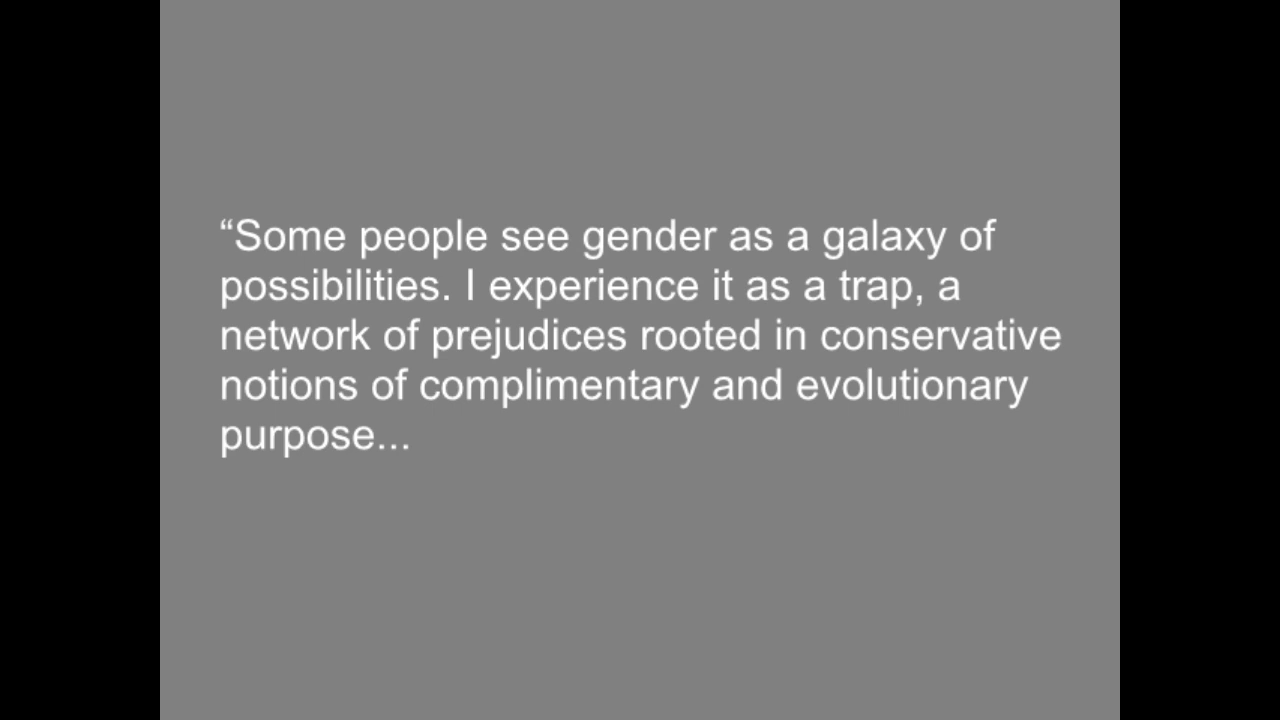 “Some people see gender as a galaxy of
possibilities. I experience it as a trap, a
network of prejudices rooted in conservative
notions of complimentary and evolutionary
purpose...